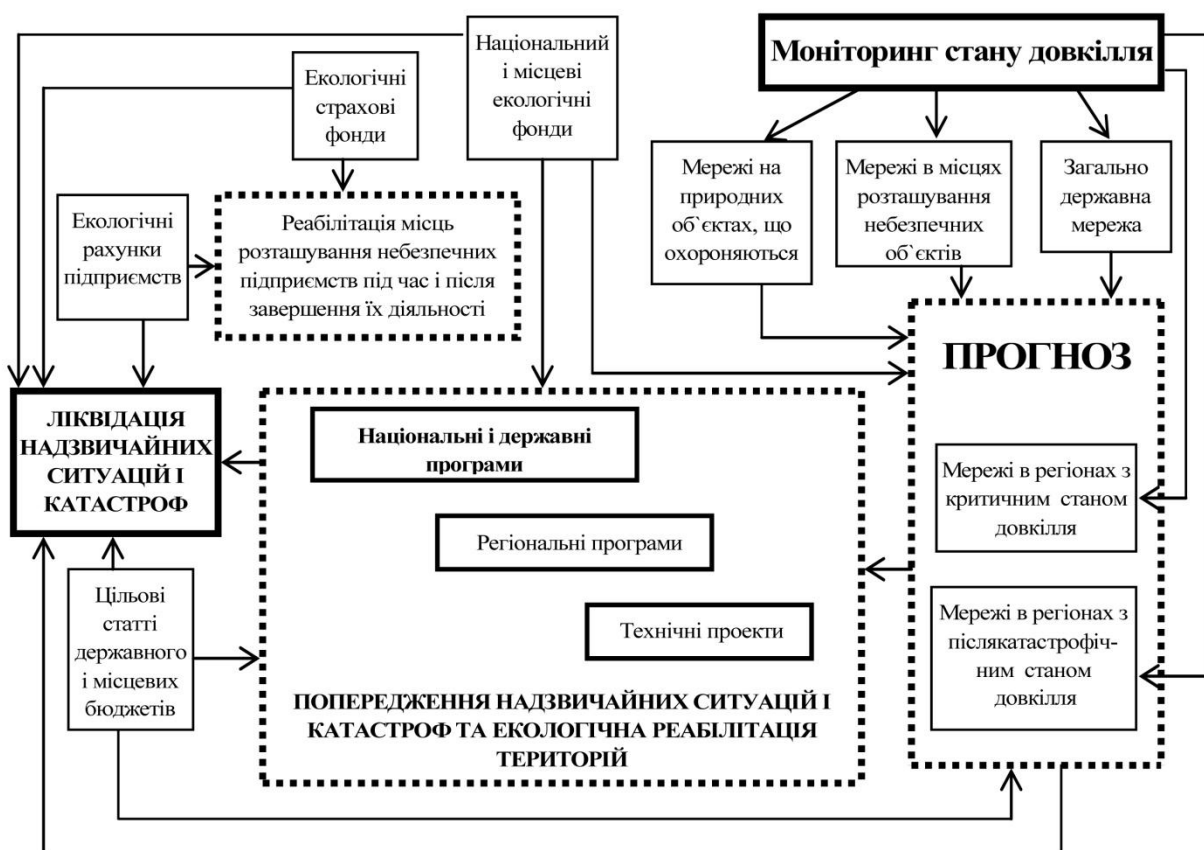 Національний
і місцеві
екологічні
фонди
Моніторинг стану довкілля
Екологічні
страхові
фонди
Мережі на
природних
об`єктах, що
охороняються
Мережі в місцях
розташування
небезпечних
об`єктів
Загально
державна
мережа
Екологічні
рахунки
підприємств
Реабілітація місць
розташування небезпечних
підприємств під час і після
завершення їх діяльності
ПРОГНОЗ
ЛІКВІДАЦІЯ
НАДЗВИЧАЙНИХ
СИТУАЦІЙ І
КАТАСТРОФ
Національні і державні
програми
Мережі в регіонах з
критичним станом
довкілля
Регіональні програми
Цільові
статті
державного
і місцевих
бюджетів
Технічні проекти
Мережі в регіонах з
післякатастрофіч-
ним станом
довкілля
ПОПЕРЕДЖЕННЯ НАДЗВИЧАЙНИХ СИТУАЦІЙ І
КАТАСТРОФ ТА ЕКОЛОГІЧНА РЕАБІЛІТАЦІЯ
ТЕРИТОРІЙ